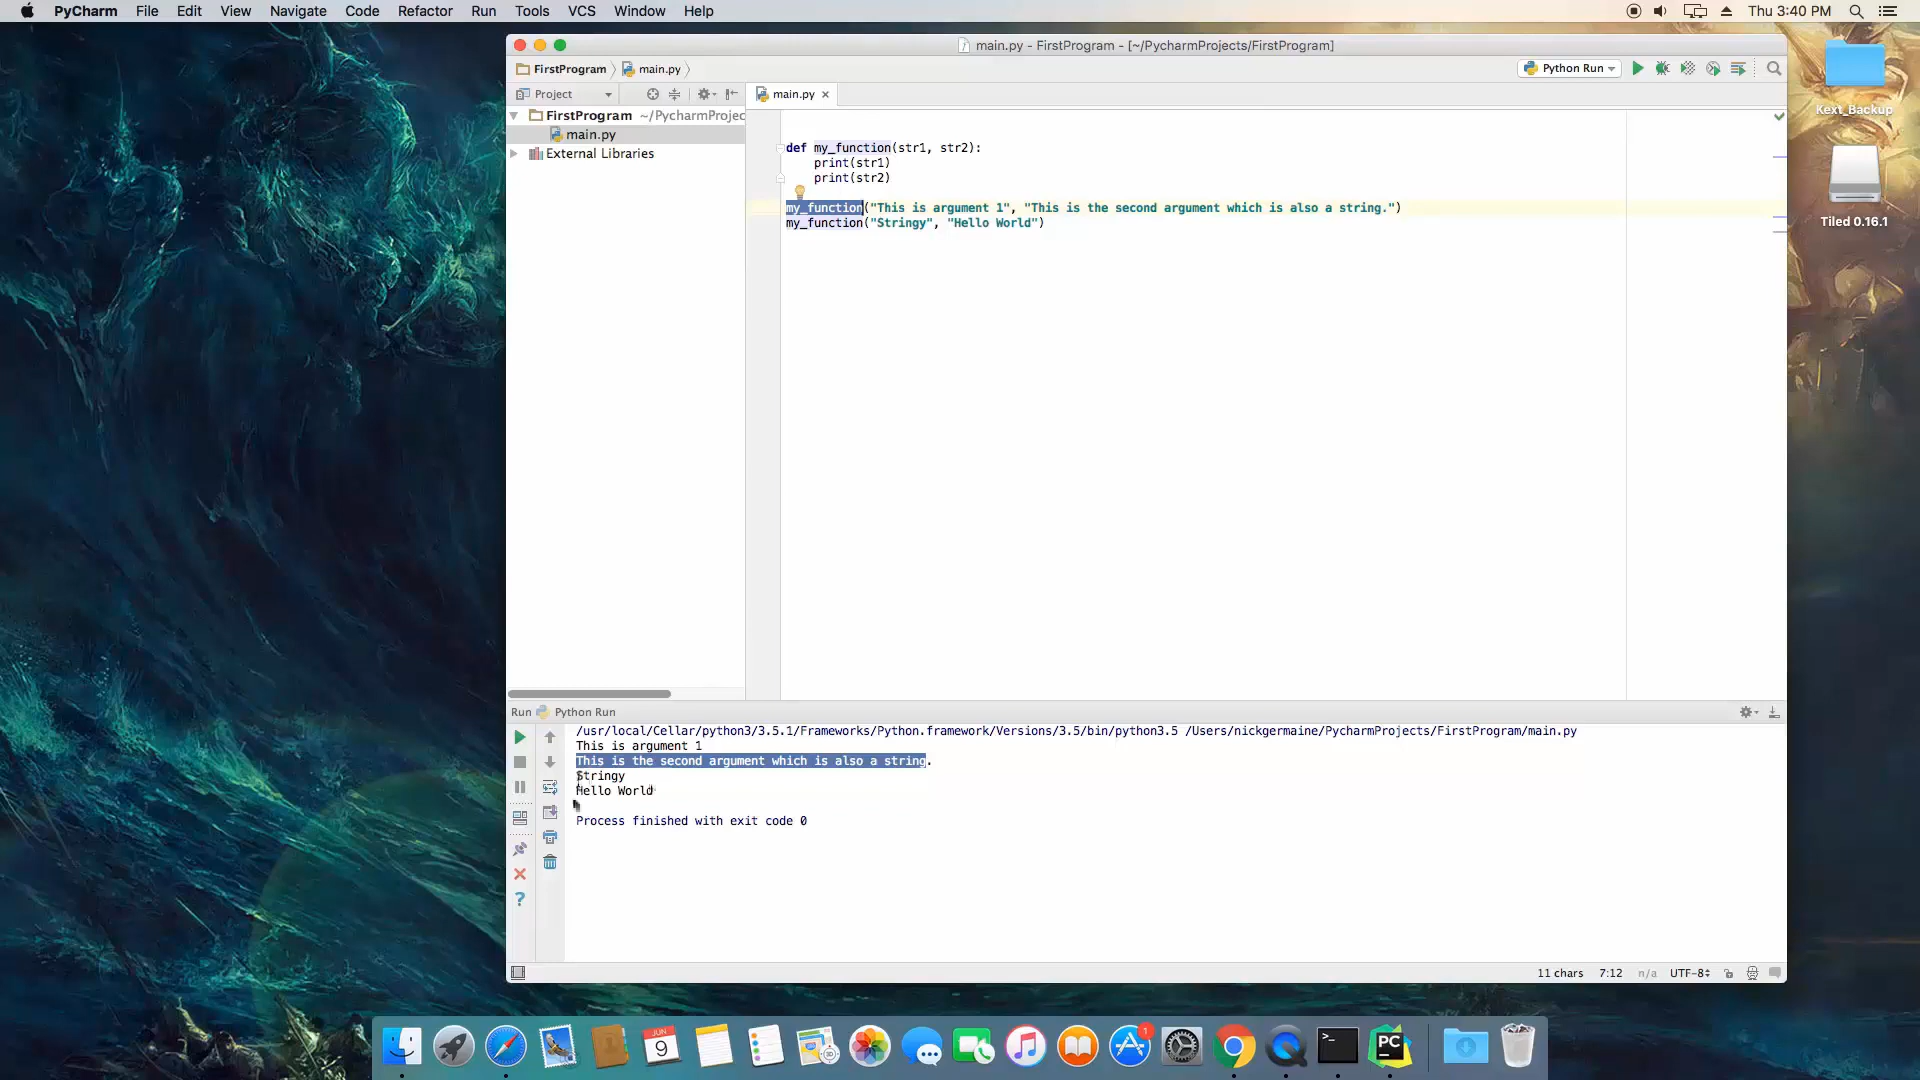 PyCharm File Edit View Navigate Code Refactor Run Tools VCS Window Help Thu 3:40 PM
main.py - FirstProgram - [~/PycharmProjects/FirstProgram]
FirstProgram main.py Python Run
Kext_Backup
Project main.py
FirstProgram ~/PycharmProjec
main.py
External Libraries
def my_function(str1, str2):
print(str1)
print(str2)
my_function("This is argument 1", "This is the second argument which is also a string.")
my_function("Stringy", "Hello World")
Tiled 0.16.1
Run Python Run
/usr/local/Cellar/python3/3.5.1/Frameworks/Python.framework/Versions/3.5/bin/python3.5 /Users/nickgermaine/PycharmProjects/FirstProgram/main.py
This is argument 1
This is the second argument which is also a string.
Stringy
Hello World
Process finished with exit code 0
11 chars 7:12 n/a UTF-8
JUN
9
3D
1
PC